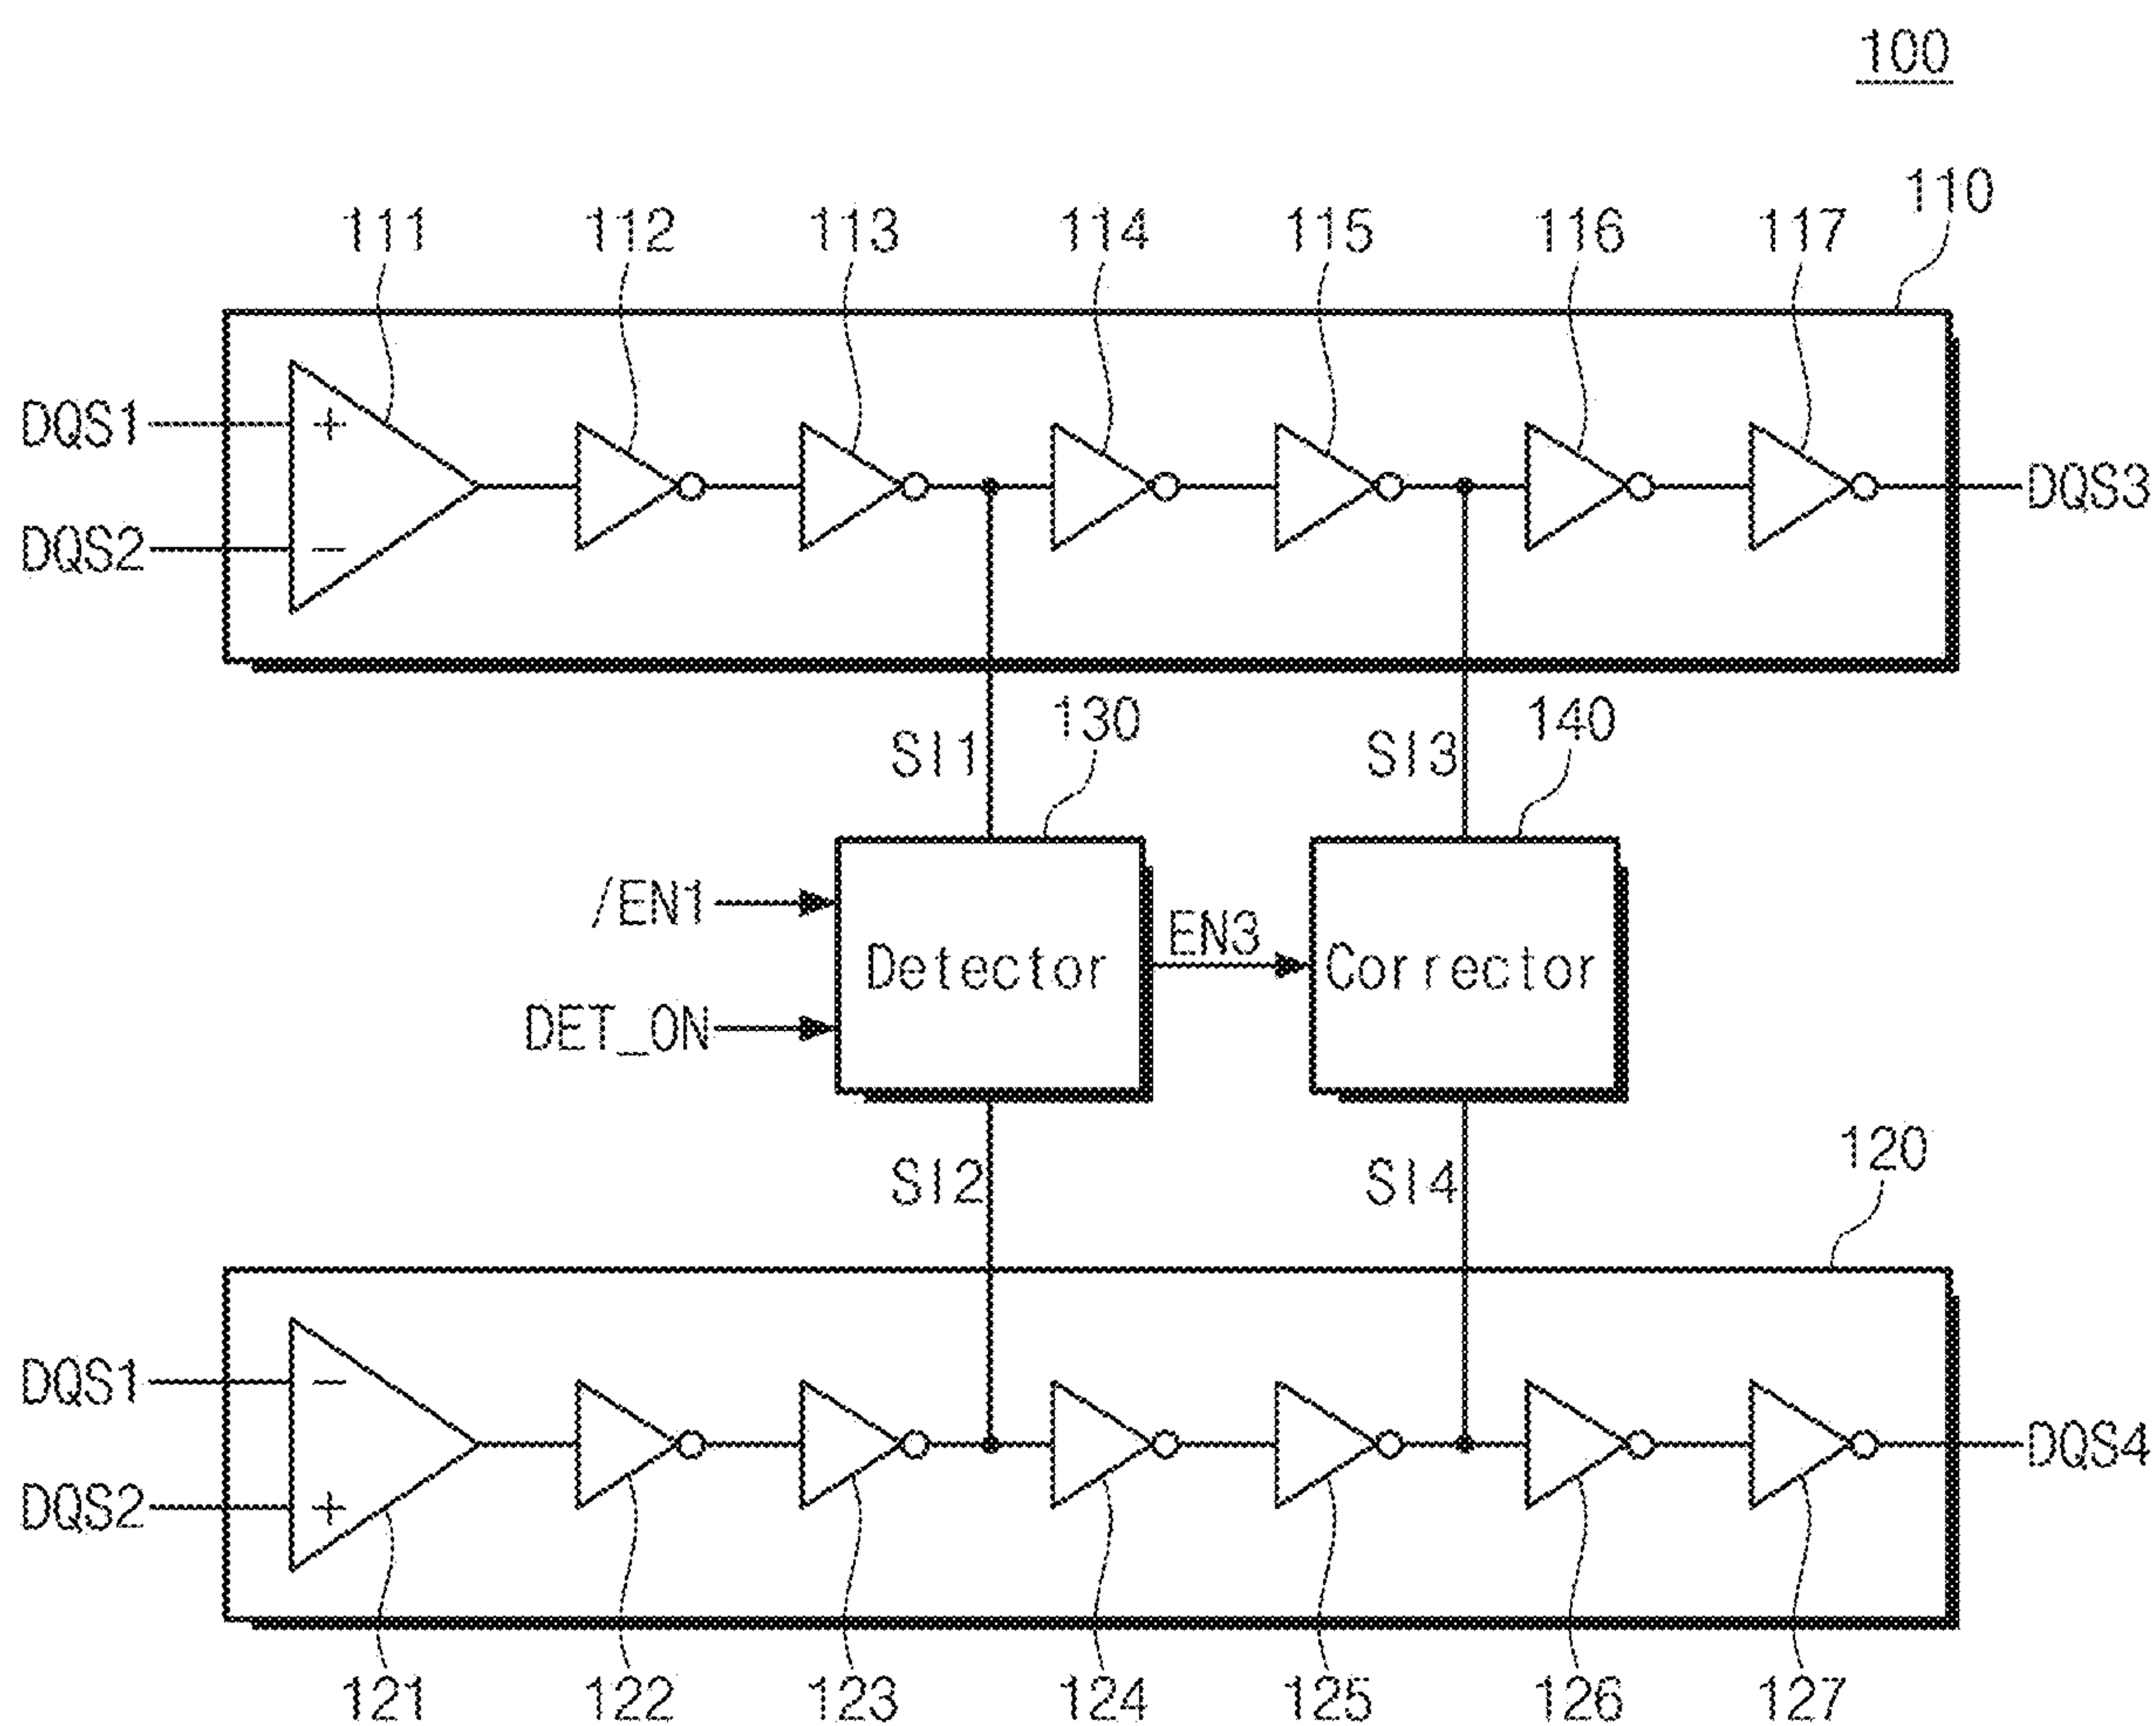 100
110
111 112 113 114 115 116 117
DQS1
+
DQS3
DQS2
−
130 140
SI1 SI3
/EN1
EN3
Detector Corrector
DET_ON
120
SI2 SI4
DQS1
−
DQS4
DQS2
+
121 122 123 124 125 126 127